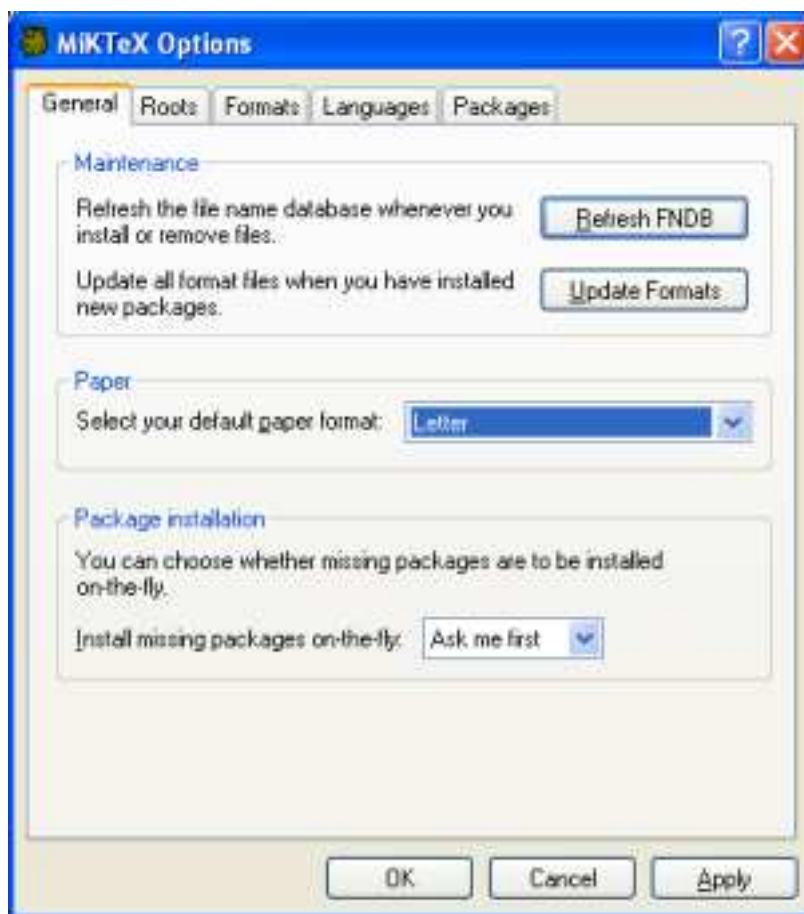 MiKTeX Options
General Roots Formats Languages Packages
Maintenance
Refresh the file name database whenever you
install or remove files.
Refresh FNDB
Update all format files when you have installed
new packages.
Update Formats
Paper
Select your default paper format: Letter
Package installation
You can choose whether missing packages are to be installed
on-the-fly.
Install missing packages on-the-fly: Ask me first
OK Cancel Apply